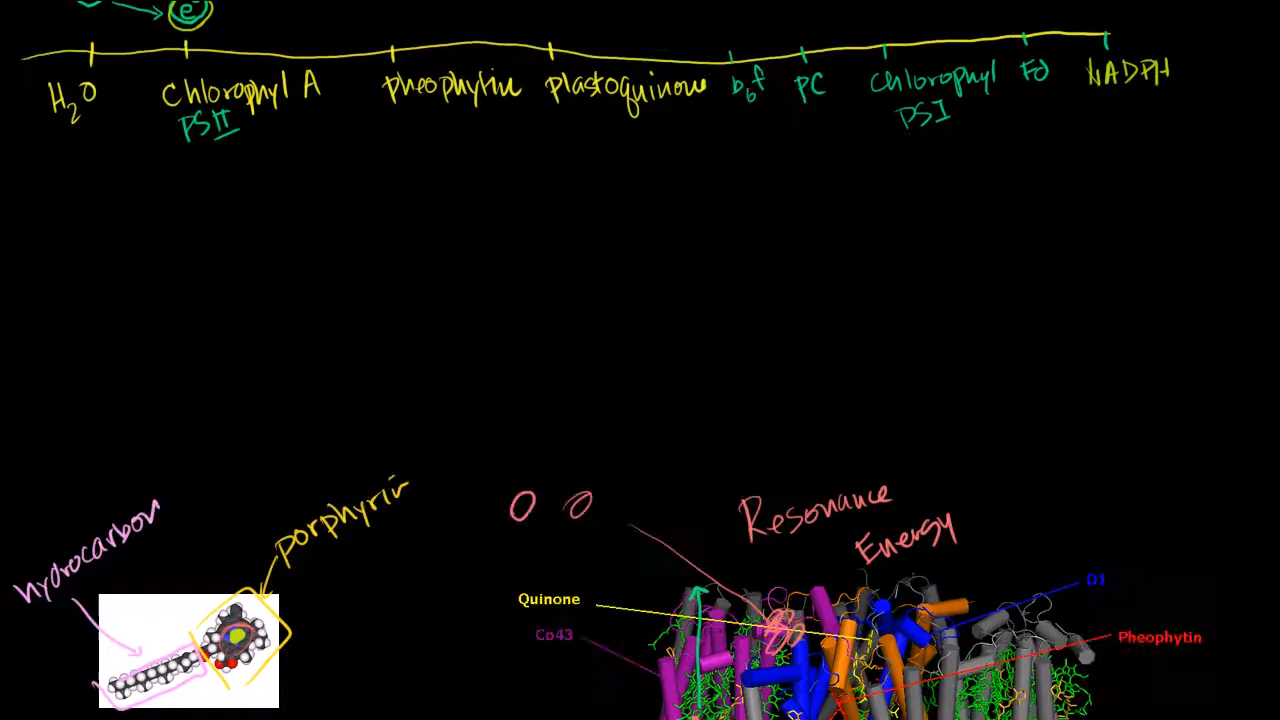 e⁻
H₂O Chlorophyl A pheophytin plastoquinone b₆f PC Chlorophyl Fd NADPH
PSII PSI
porphyrin
hydrocarbon
Resonance
Energy
Quinone
D1
Cp43
Pheophytin